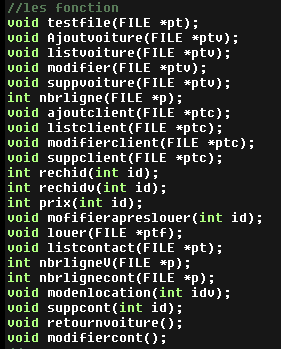 //les fonction
void testfile(FILE *pt);
void Ajoutvoiture(FILE *ptv);
void listvoiture(FILE *ptv);
void modifier(FILE *ptv);
void suppvoiture(FILE *ptv);
int nbrligne(FILE *p);
void ajoutclient(FILE *ptc);
void listclient(FILE *ptc);
void modifierclient(FILE *ptc);
void suppclient(FILE *ptc);
int rechid(int id);
int rechidv(int id);
int prix(int id);
void mofifierapreslouer(int id);
void louer(FILE *ptf);
void listcontact(FILE *pt);
int nbrligneV(FILE *p);
int nbrlignecont(FILE *p);
void modenlocation(int idv);
void suppcont(int id);
void retournvoiture();
void modifiercont();